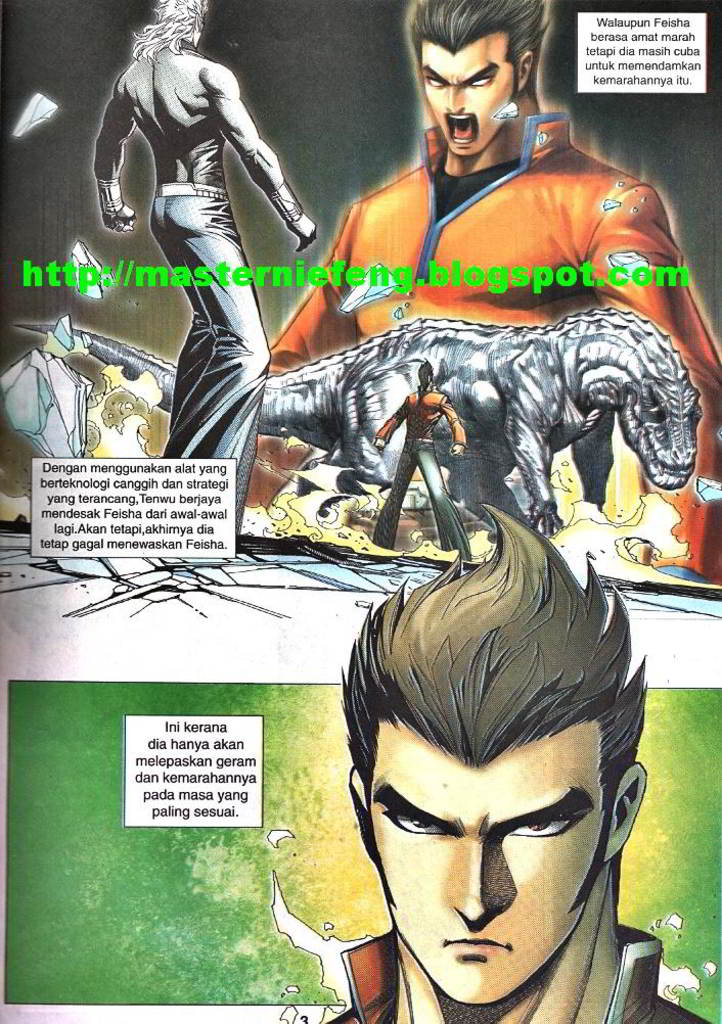 Walaupun Feisha
berasa amat marah
tetapi dia masih cuba
untuk memendamkan
kemarahannya itu.
http://masterniefeng.blogspot.com
Dengan menggunakan alat yang
berteknologi canggih dan strategi
yang terancang,Tenwu berjaya
mendesak Feisha dari awal-awal
lagi.Akan tetapi,akhirnya dia
tetap gagal menewaskan Feisha.
Ini kerana
dia hanya akan
melepaskan geram
dan kemarahannya
pada masa yang
paling sesuai.
3